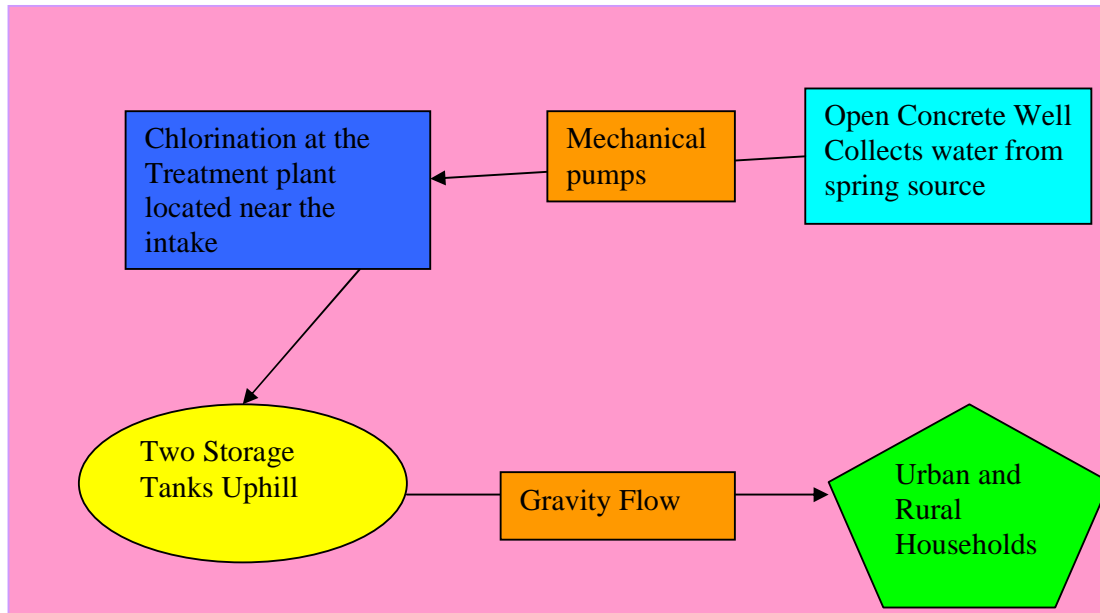 Open Concrete Well
Collects water from
spring source
Mechanical
pumps
Chlorination at the
Treatment plant
located near the
intake
Two Storage
Tanks Uphill
Gravity Flow
Urban and
Rural
Households